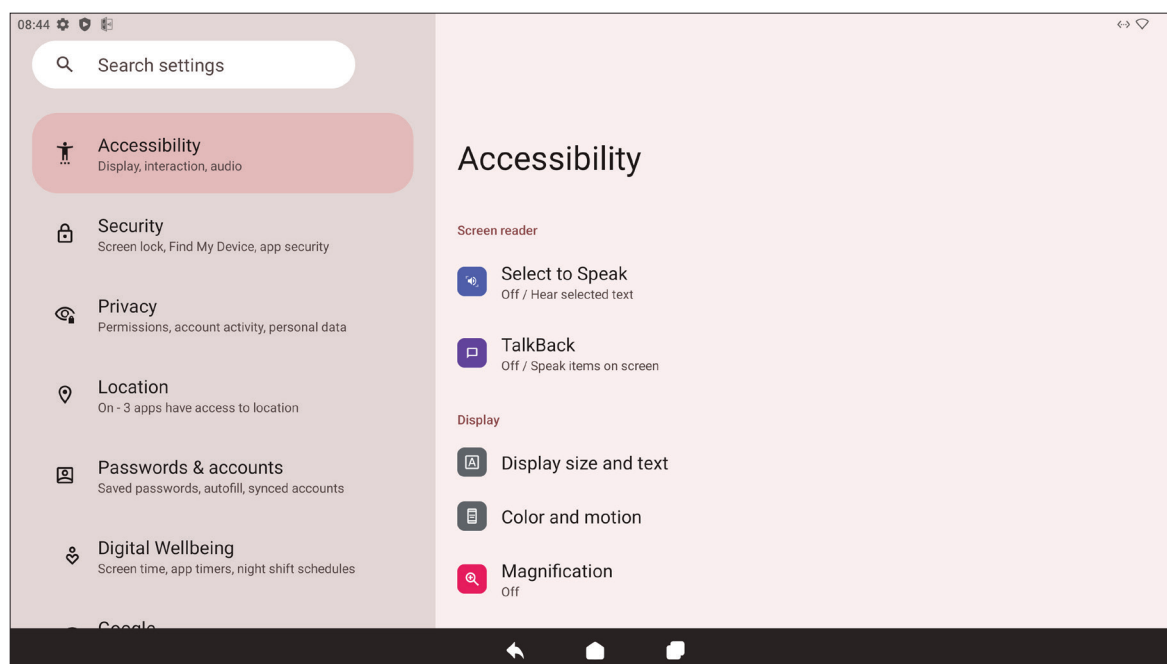 08:44
Search settings
Accessibility
Display, interaction, audio
Security
Screen lock, Find My Device, app security
Privacy
Permissions, account activity, personal data
Location
On - 3 apps have access to location
Passwords & accounts
Saved passwords, autofill, synced accounts
Digital Wellbeing
Screen time, app timers, night shift schedules
Google
Accessibility
Screen reader
Select to Speak
Off / Hear selected text
TalkBack
Off / Speak items on screen
Display
Display size and text
Color and motion
Magnification
Off